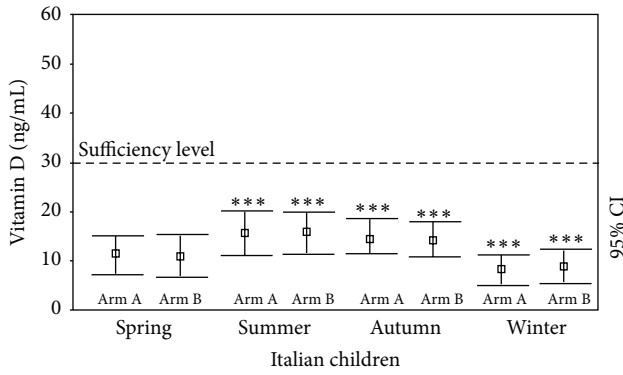 Vitamin D (ng/mL)
60
50
40
30
20
10
0
Sufficiency level
*** *** *** *** *** ***
Arm A Arm B Arm A Arm B Arm A Arm B Arm A Arm B
Spring Summer Autumn Winter
Italian children
95% CI